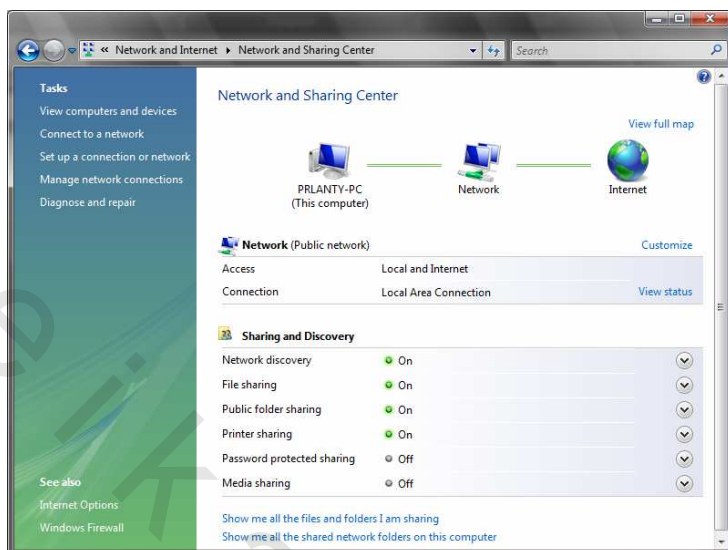 « Network and Internet ▸ Network and Sharing Center
Search
Tasks
View computers and devices
Connect to a network
Set up a connection or network
Manage network connections
Diagnose and repair
See also
Internet Options
Windows Firewall
Network and Sharing Center
View full map
PRLANTY-PC
(This computer)
Network
Internet
Network (Public network)
Customize
Access Local and Internet
Connection Local Area Connection View status
Sharing and Discovery
Network discovery On
File sharing On
Public folder sharing On
Printer sharing On
Password protected sharing Off
Media sharing Off
Show me all the files and folders I am sharing
Show me all the shared network folders on this computer